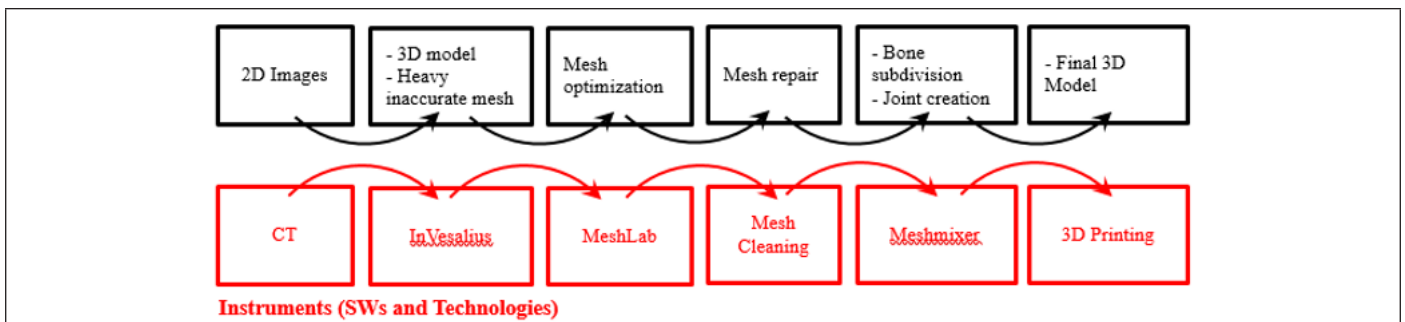 2D Images
- 3D model
- Heavy
inaccurate mesh
Mesh
optimization
Mesh repair
- Bone
subdivision
- Joint creation
- Final 3D
Model
CT
InVesalius
MeshLab
Mesh
Cleaning
Meshmixer
3D Printing
Instruments (SWs and Technologies)